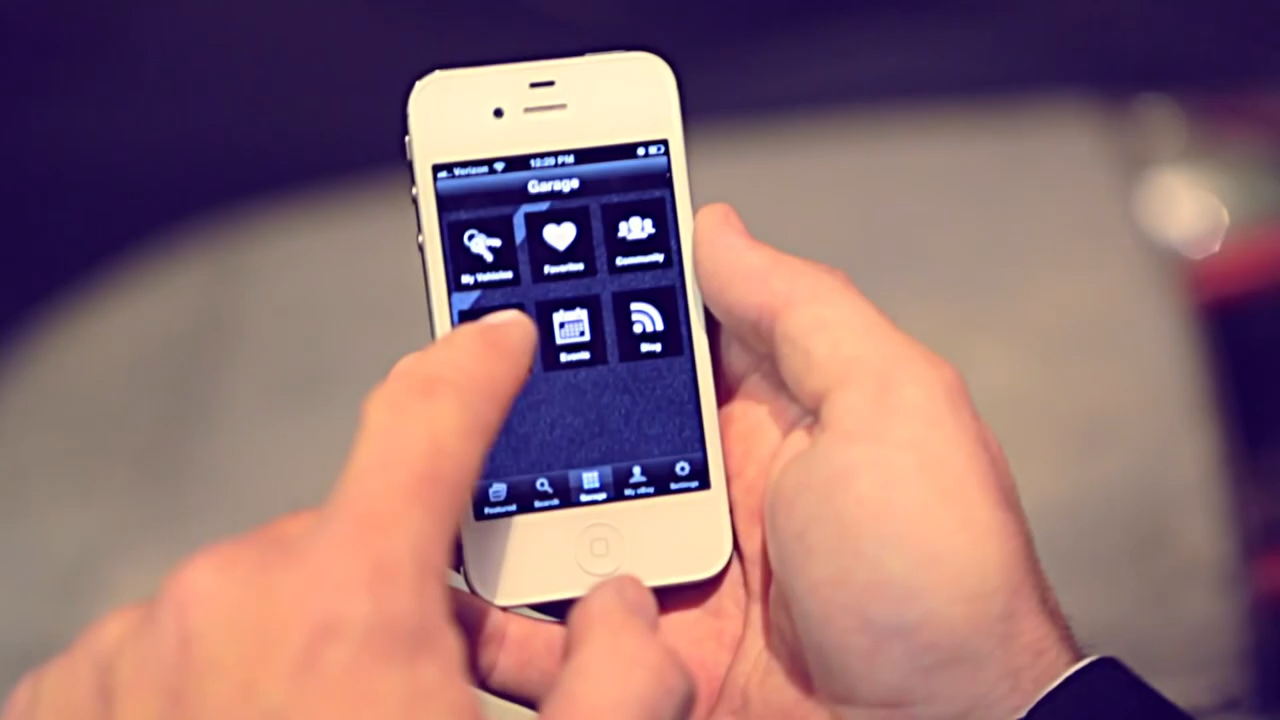 Verizon 12:29 PM
Garage
My Vehicles Favorites Community
Events Blog
Featured Search Garage My eBay Settings